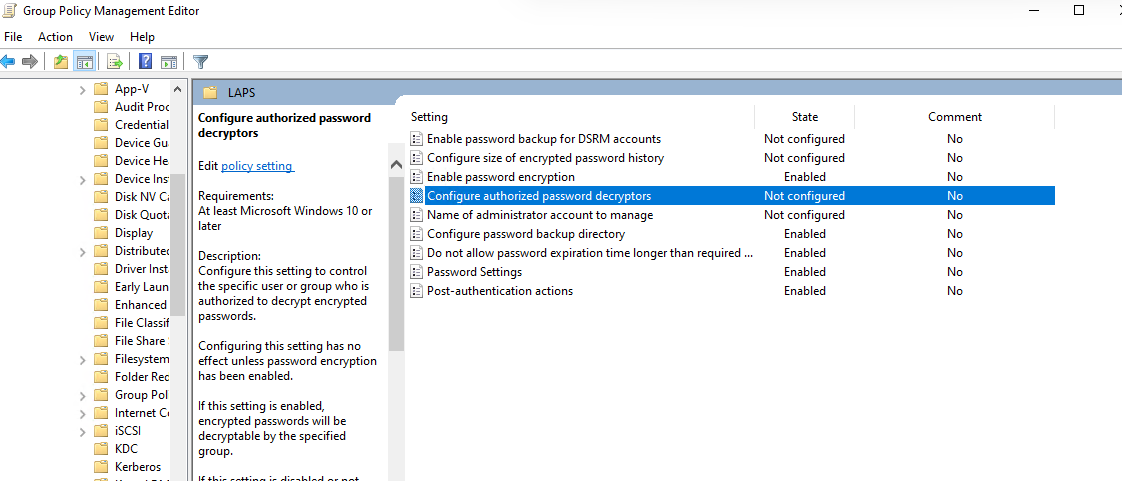 Group Policy Management Editor
File Action View Help
App-V
Audit Proc
Credential
Device Gu
Device He
Device Ins
Disk NV Ca
Disk Quota
Display
Distributed
Driver Inst
Early Laun
Enhanced
File Classif
File Share
Filesystem
Folder Red
Group Pol
Internet Co
iSCSI
KDC
Kerberos
LAPS
Configure authorized password
decryptors
Edit policy setting
Requirements:
At least Microsoft Windows 10 or
later
Description:
Configure this setting to control
the specific user or group who is
authorized to decrypt encrypted
passwords.
Configuring this setting has no
effect unless password encryption
has been enabled.
If this setting is enabled,
encrypted passwords will be
decryptable by the specified
group.
If this setting is disabled or not
Setting State Comment
Enable password backup for DSRM accounts Not configured No
Configure size of encrypted password history Not configured No
Enable password encryption Enabled No
Configure authorized password decryptors Not configured No
Name of administrator account to manage Not configured No
Configure password backup directory Enabled No
Do not allow password expiration time longer than required ... Enabled No
Password Settings Enabled No
Post-authentication actions Enabled No